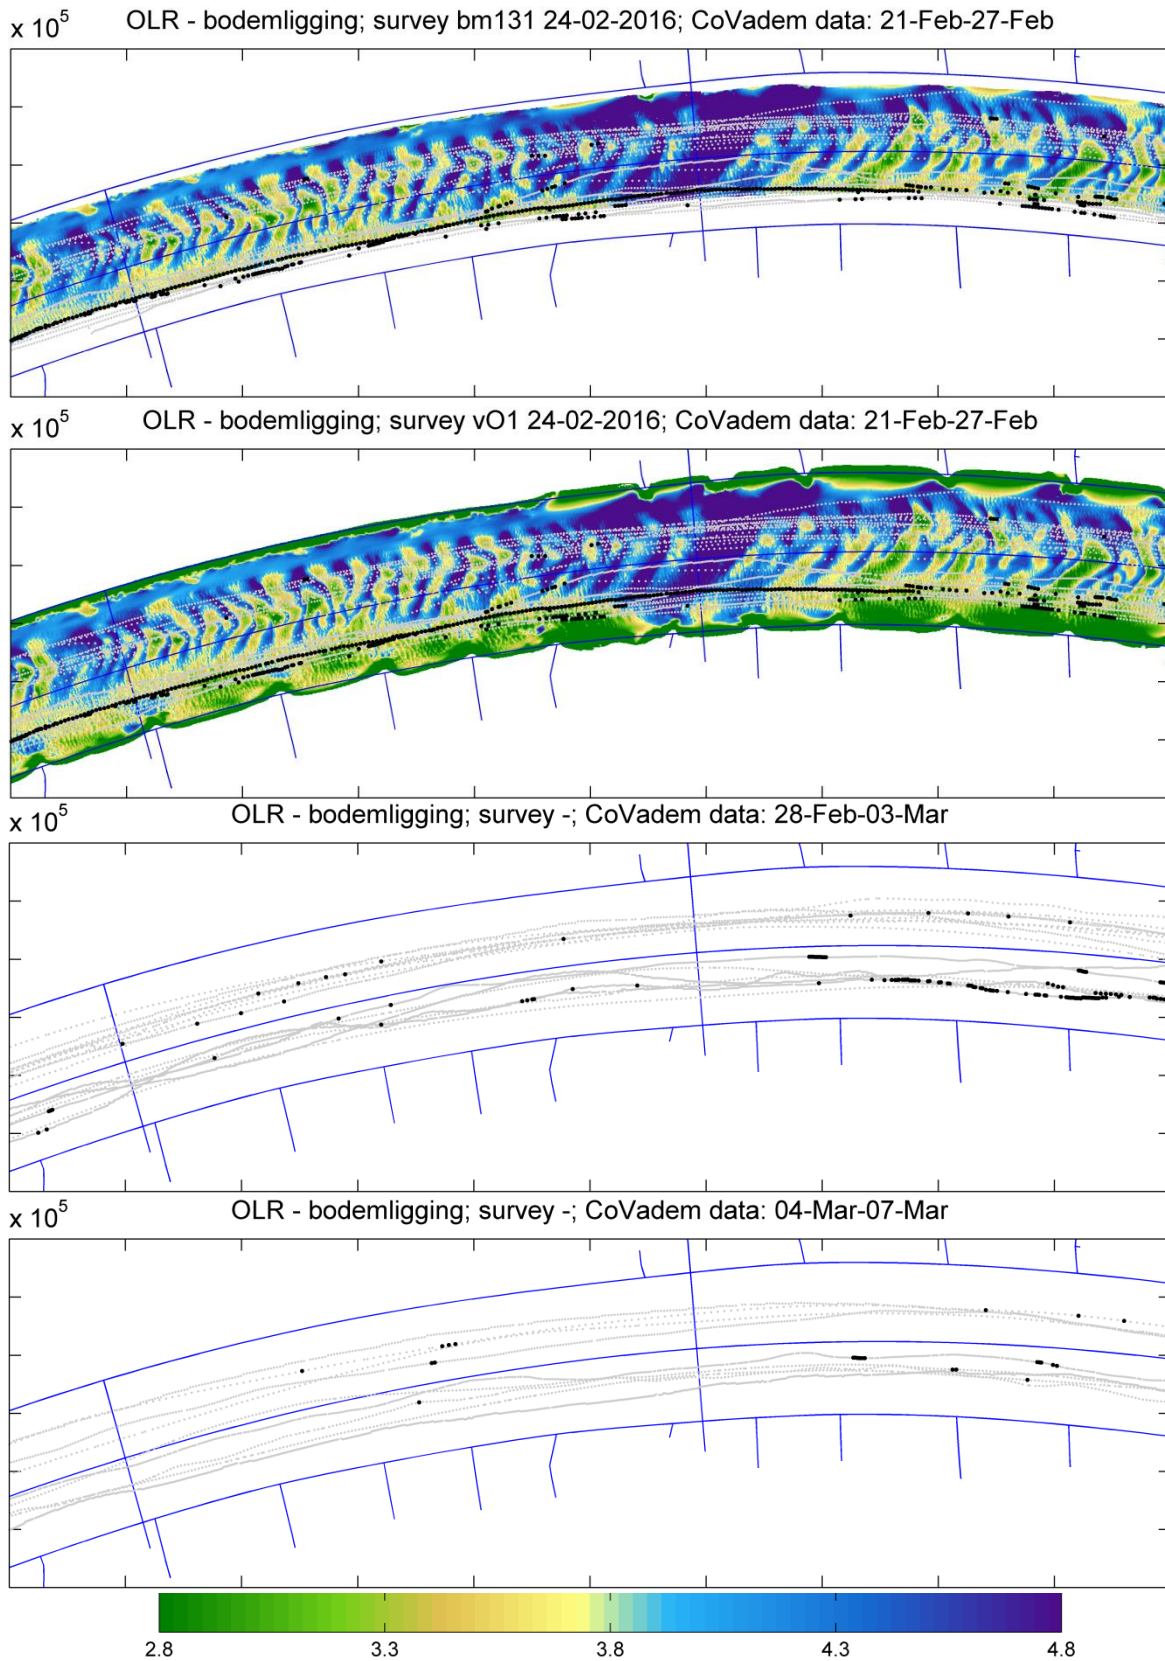 OLR - bodemligging; survey bm131 24-02-2016; CoVadem data: 21-Feb-27-Feb
x 10^5
OLR - bodemligging; survey vO1 24-02-2016; CoVadem data: 21-Feb-27-Feb
x 10^5
OLR - bodemligging; survey -; CoVadem data: 28-Feb-03-Mar
x 10^5
OLR - bodemligging; survey -; CoVadem data: 04-Mar-07-Mar
x 10^5
2.8 3.3 3.8 4.3 4.8